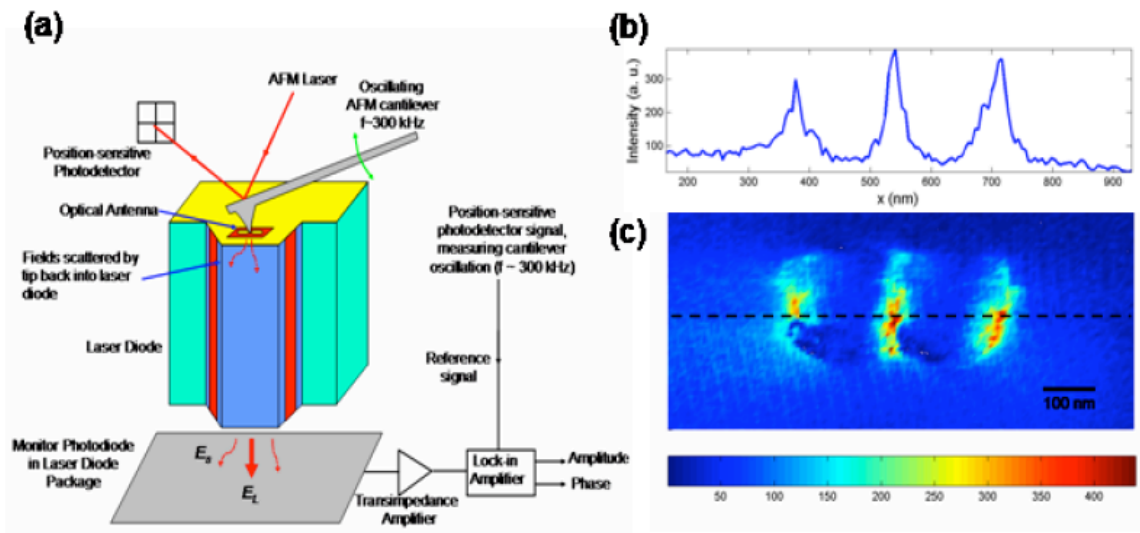 (a)
AFM Laser
Oscillating
AFM cantilever
f~300 kHz
Position-sensitive
Photodetector
Optical Antenna
Fields scattered by
tip back into laser
diode
Laser Diode
Position-sensitive
photodetector signal,
measuring cantilever
oscillation (f ~ 300 kHz)
Reference
signal
Monitor Photodiode
in Laser Diode
Package
E_S
E_L
Transimpedance
Amplifier
Lock-in
Amplifier
Amplitude
Phase
(b)
Intensity (a. u.)
300
200
100
200 300 400 500 600 700 800 900
x (nm)
(c)
100 nm
50 100 150 200 250 300 350 400